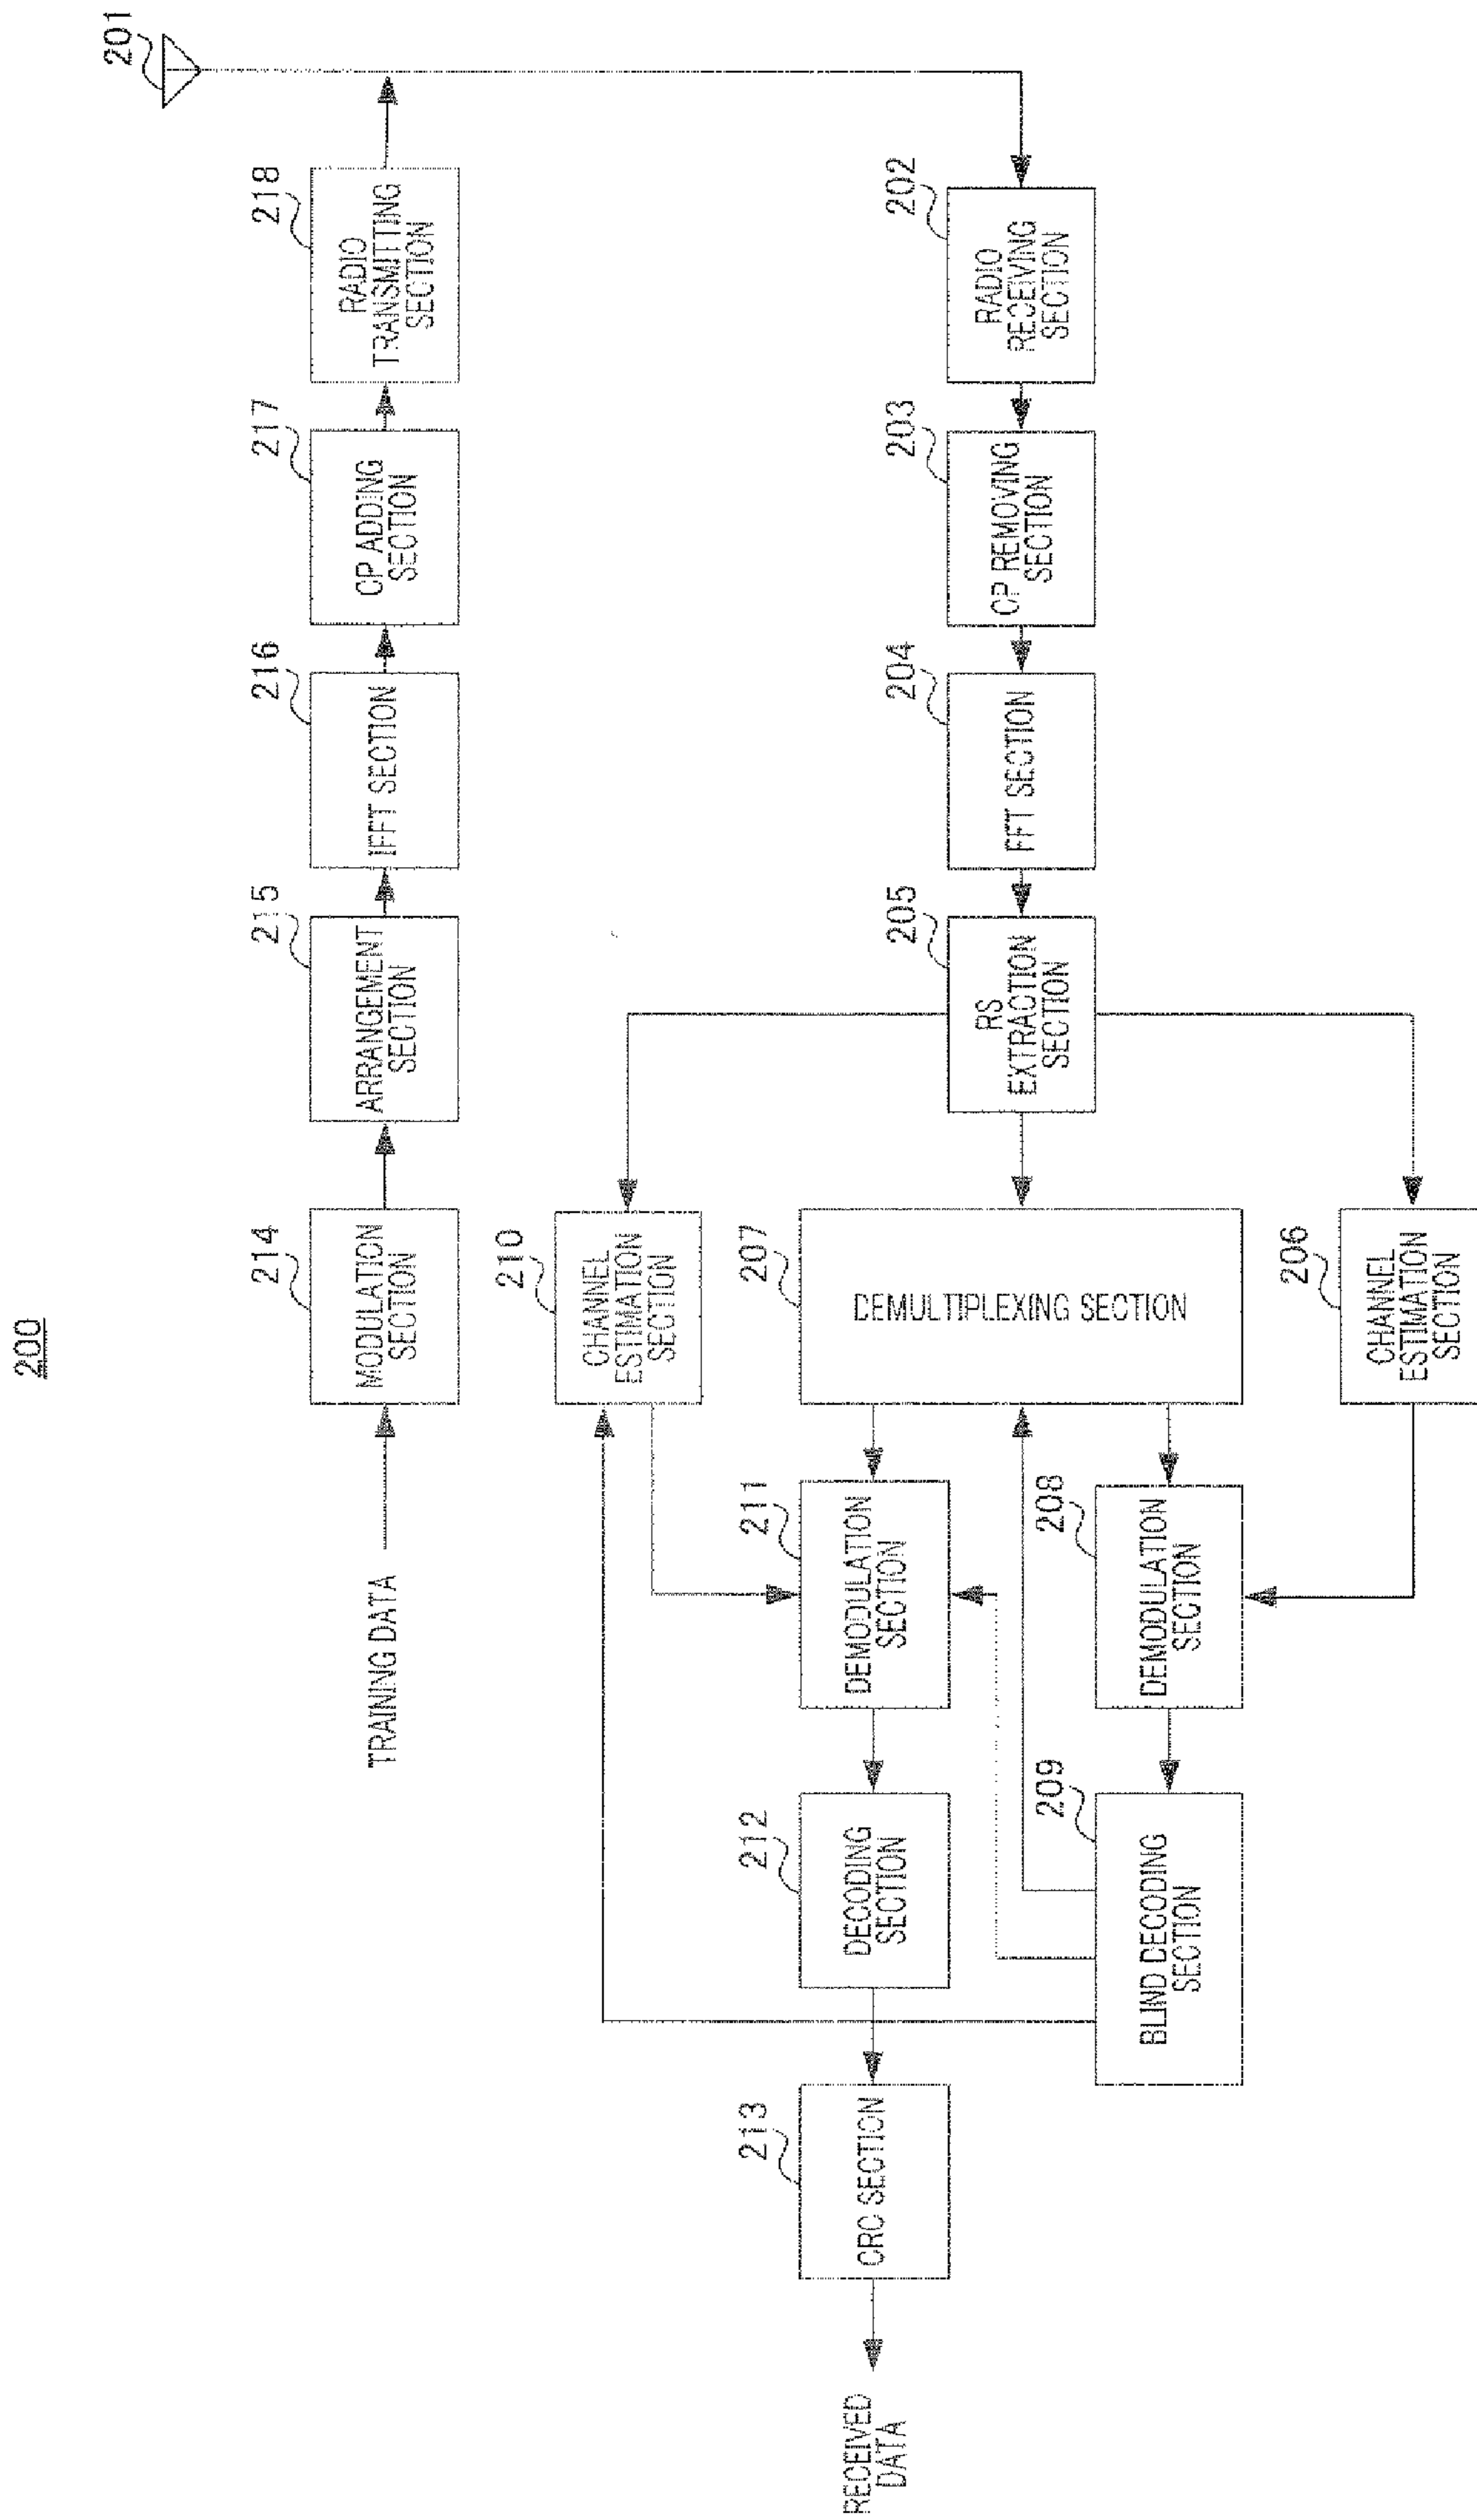 200
201
TRAINING DATA
214
MODULATION
SECTION
215
ARRANGEMENT
SECTION
216
IFFT SECTION
217
CP ADDING
SECTION
218
RADIO
TRANSMITTING
SECTION
210
CHANNEL
ESTIMATION
SECTION
RECEIVED
DATA
213
CRC SECTION
212
DECODING
SECTION
211
DEMODULATION
SECTION
207
DEMULTIPLEXING SECTION
205
RS
EXTRACTION
SECTION
204
FFT SECTION
203
CP REMOVING
SECTION
202
RADIO
RECEIVING
SECTION
209
BLIND DECODING
SECTION
208
DEMODULATION
SECTION
206
CHANNEL
ESTIMATION
SECTION